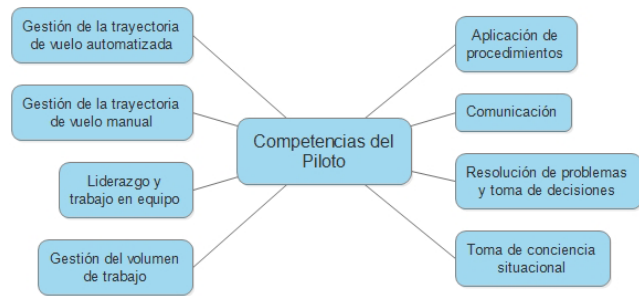 Gestión de la trayectoria
de vuelo automatizada
Gestión de la trayectoria
de vuelo manual
Liderazgo y
trabajo en equipo
Gestión del volumen
de trabajo
Competencias del
Piloto
Aplicación de
procedimientos
Comunicación
Resolución de problemas
y toma de decisiones
Toma de conciencia
situacional